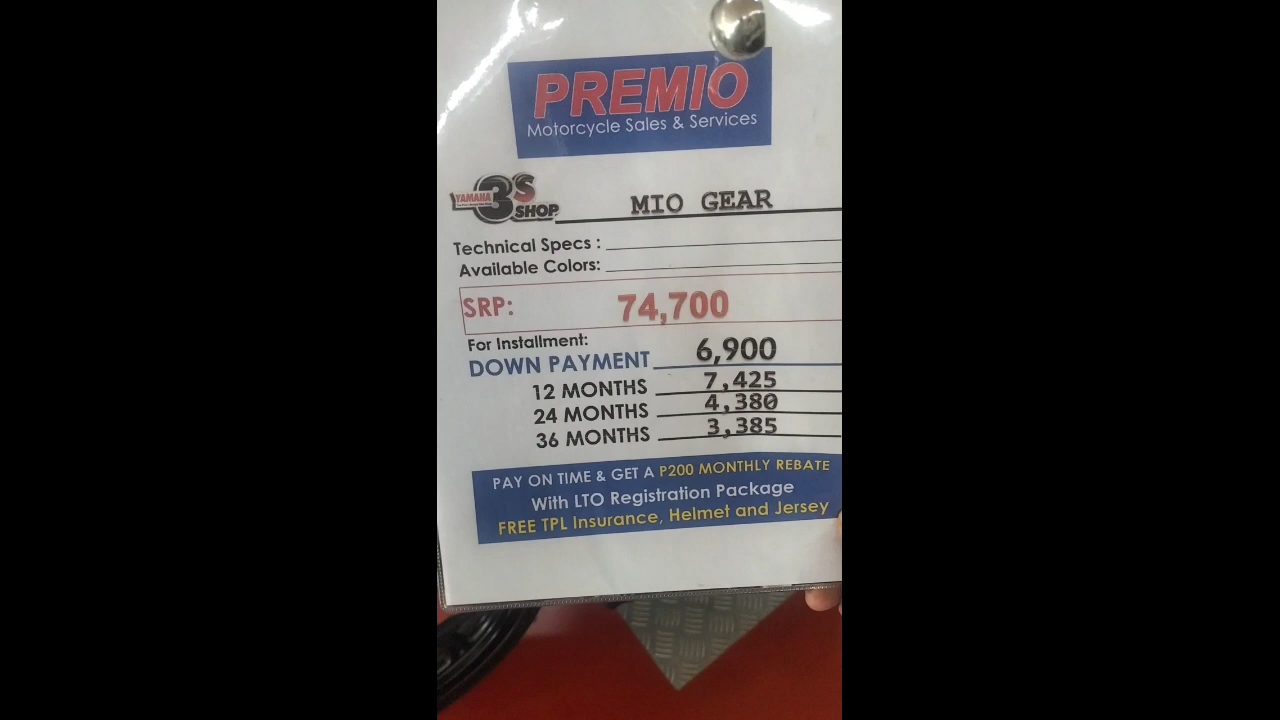 PREMIO
Motorcycle Sales & Services
YAMAHA 3S SHOP
MIO GEAR
Technical Specs :
Available Colors:
SRP: 74,700
For Installment:
DOWN PAYMENT 6,900
12 MONTHS 7,425
24 MONTHS 4,380
36 MONTHS 3,385
PAY ON TIME & GET A P200 MONTHLY REBATE
With LTO Registration Package
FREE TPL Insurance, Helmet and Jersey